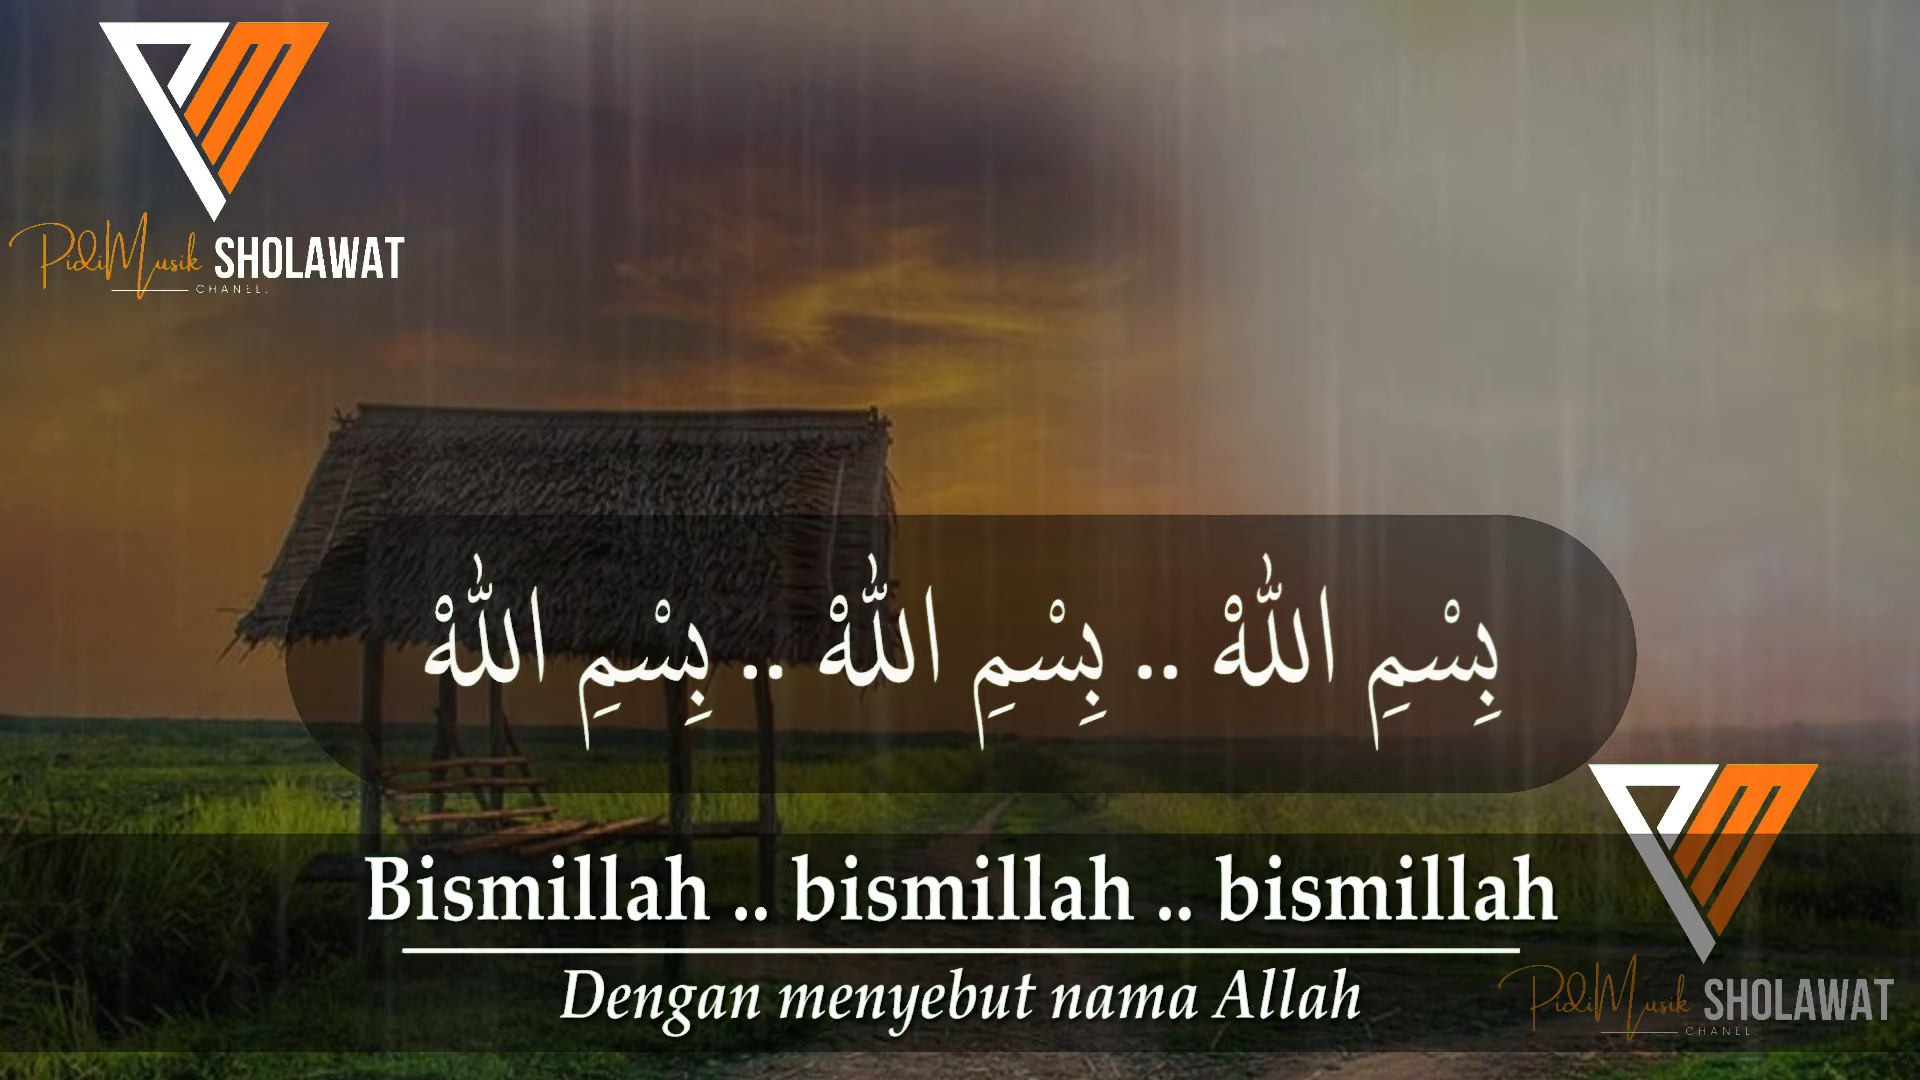 PidiMusik SHOLAWAT
CHANEL.
بِسْمِ اللّٰهْ .. بِسْمِ اللّٰهْ .. بِسْمِ اللّٰهْ
Bismillah .. bismillah .. bismillah
Dengan menyebut nama Allah
PidiMusik SHOLAWAT
CHANEL.